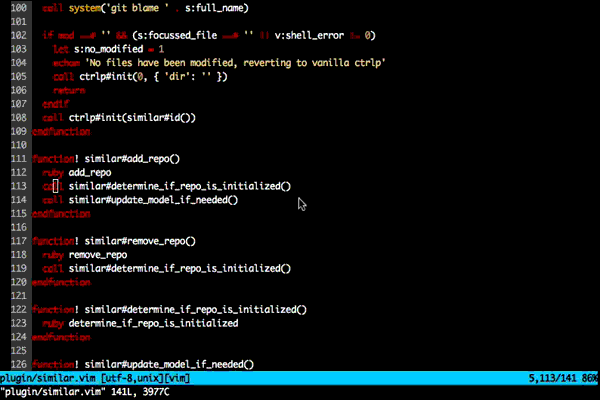 100   call system('git blame ' . s:full_name)
101
102   if mod ==# '' && (s:focussed_file ==# '' || v:shell_error != 0)
103     let s:no_modified = 1
104     echom 'No files have been modified, reverting to vanilla ctrlp'
105     call ctrlp#init(0, { 'dir': '' })
106     return
107   endif
108   call ctrlp#init(similar#id())
109 endfunction
110
111 function! similar#add_repo()
112   ruby add_repo
113   call similar#determine_if_repo_is_initialized()
114   call similar#update_model_if_needed()
115 endfunction
116
117 function! similar#remove_repo()
118   ruby remove_repo
119   call similar#determine_if_repo_is_initialized()
120 endfunction
121
122 function! similar#determine_if_repo_is_initialized()
123   ruby determine_if_repo_is_initialized
124 endfunction
125
126 function! similar#update_model_if_needed()
plugin/similar.vim [utf-8,unix][vim] 5,113/141 86%
"plugin/similar.vim" 141L, 3977C